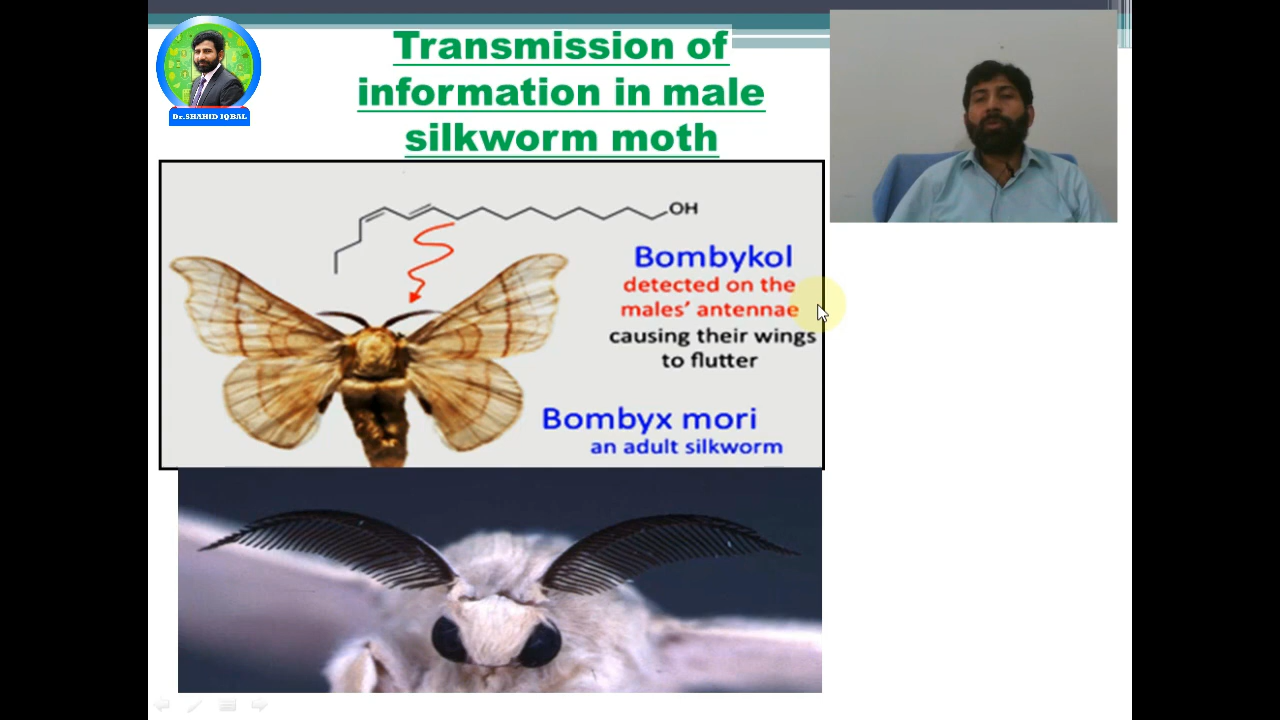 Transmission of
information in male
silkworm moth
Dr.SHAHID IQBAL
OH
Bombykol
detected on the
males' antennae
causing their wings
to flutter
Bombyx mori
an adult silkworm